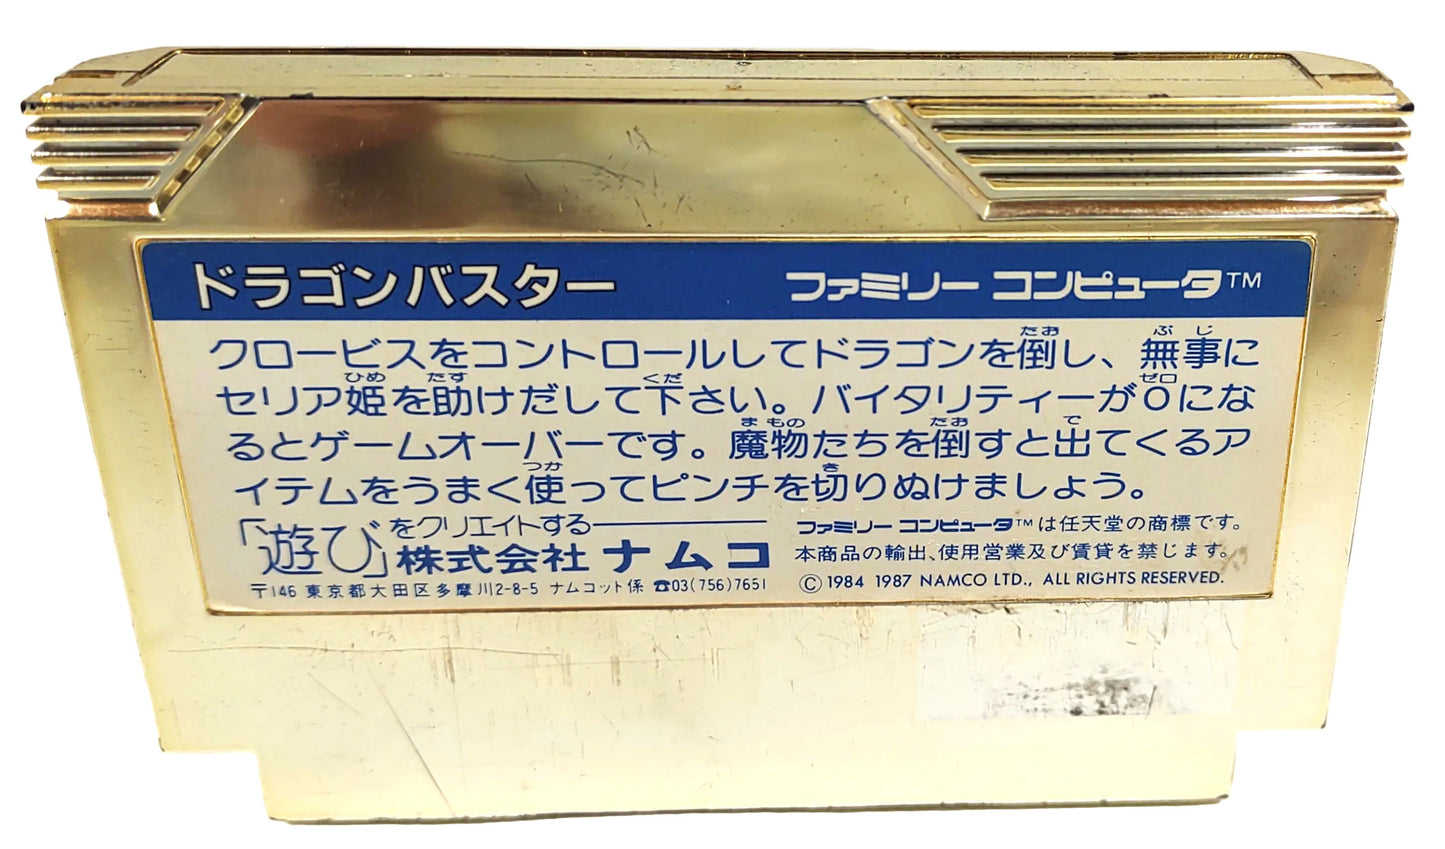 ドラゴンバスター ファミリー コンピュータ™
クロービスをコントロールしてドラゴンを倒し、無事に
セリア姫を助けだして下さい。バイタリティーが0にな
るとゲームオーバーです。魔物たちを倒すと出てくるア
イテムをうまく使ってピンチを切りぬけましょう。
「遊び」をクリエイトする
株式会社 ナムコ
〒146 東京都大田区多摩川2-8-5 ナムコット係 ☎03(756)7651
ファミリー コンピュータ™は任天堂の商標です。
本商品の輸出、使用営業及び賃貸を禁じます。
© 1984 1987 NAMCO LTD., ALL RIGHTS RESERVED.